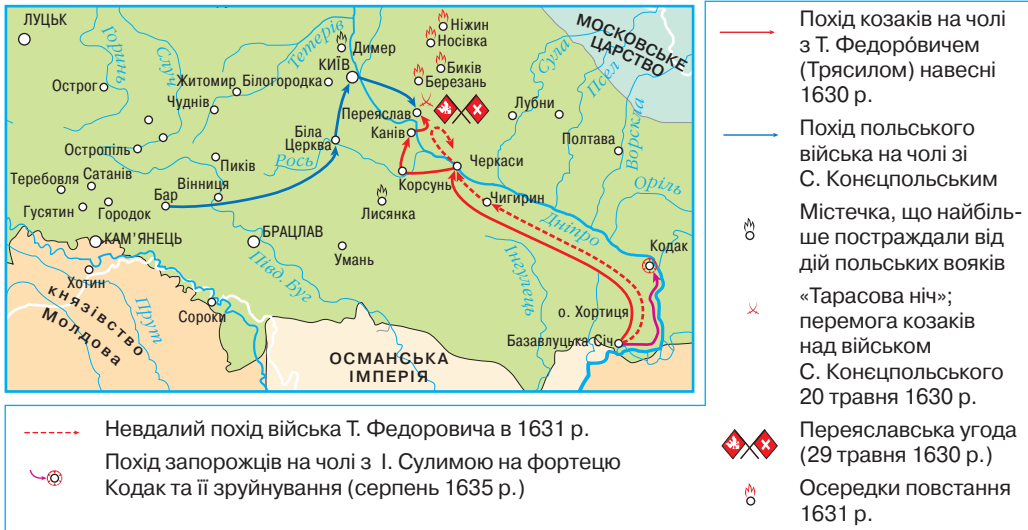 ЛУЦЬК
Горинь
Случ
Тетерів
Димер
КИЇВ
Ніжин
Носівка
Биків
Березань
МОСКОВСЬКЕ
ЦАРСТВО
Сула
Псел
Ворскла
Острог
Житомир
Білогородка
Чуднів
Переяслав
Канів
Лубни
Полтава
Остропіль
Біла
Церква
Рось
Пиків
Черкаси
Оріль
Теребовля
Сатанів
Вінниця
Бар
Корсунь
Лисянка
Чигирин
Гусятин
Городок
Дніпро
Кодак
КАМ’ЯНЕЦЬ
БРАЦЛАВ
Умань
Півд Буг
Інгулець
Хотин
КНЯЗІВСТВО
Молдова
Прут
Сороки
о. Хортиця
Базавлуцька Січ
ОСМАНСЬКА
ІМПЕРІЯ
Похід козаків на чолі
з Т. Федоро́вичем
(Трясилом) навесні
1630 р.
Похід польського
війська на чолі зі
С. Конєцпольським
Містечка, що найбіль-
ше постраждали від
дій польських вояків
«Тарасова ніч»;
перемога козаків
над військом
С. Конєцпольського
20 травня 1630 р.
Переяславська угода
(29 травня 1630 р.)
Осередки повстання
1631 р.
Невдалий похід війська Т. Федоровича в 1631 р.
Похід запорожців на чолі з І. Сулимою на фортецю
Кодак та її зруйнування (серпень 1635 р.)